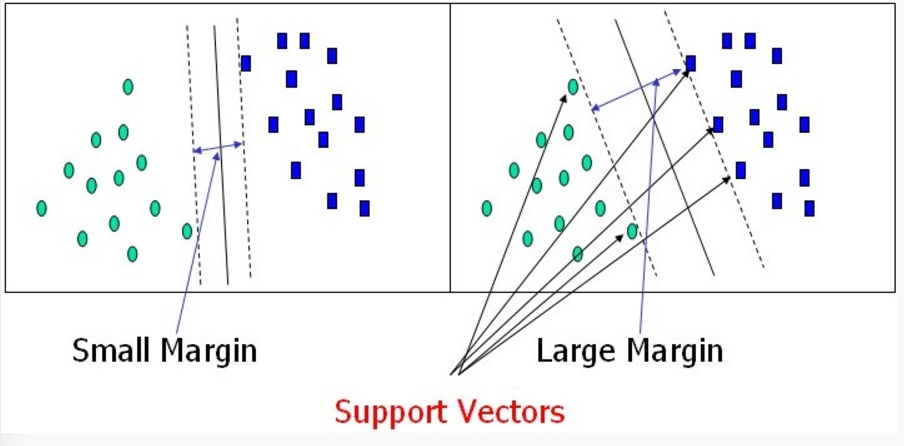 Small Margin
Large Margin
Support Vectors